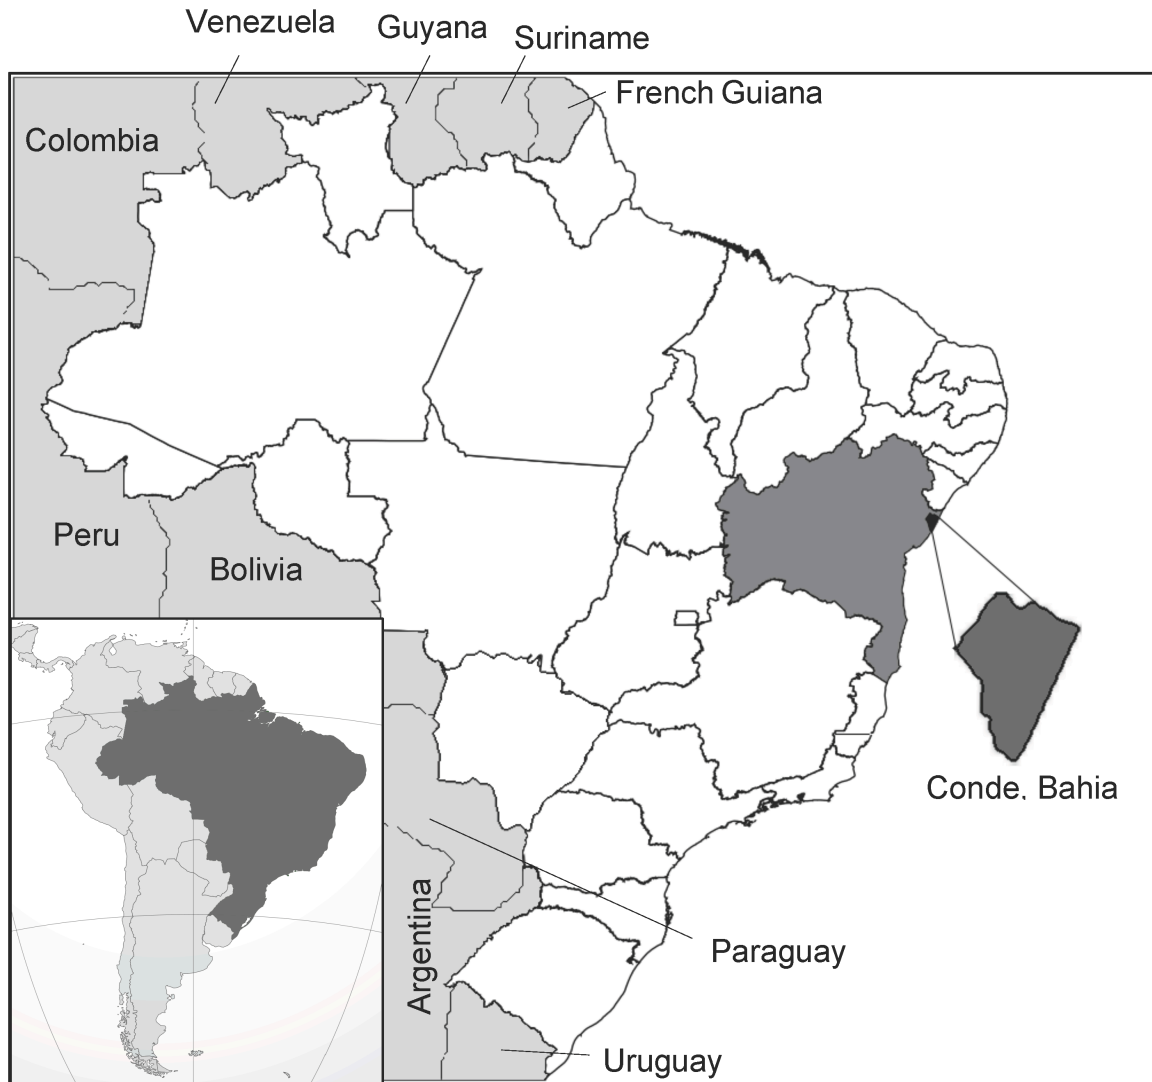 Venezuela
Guyana
Suriname
French Guiana
Colombia
Peru
Bolivia
Conde, Bahia
Argentina
Paraguay
Uruguay